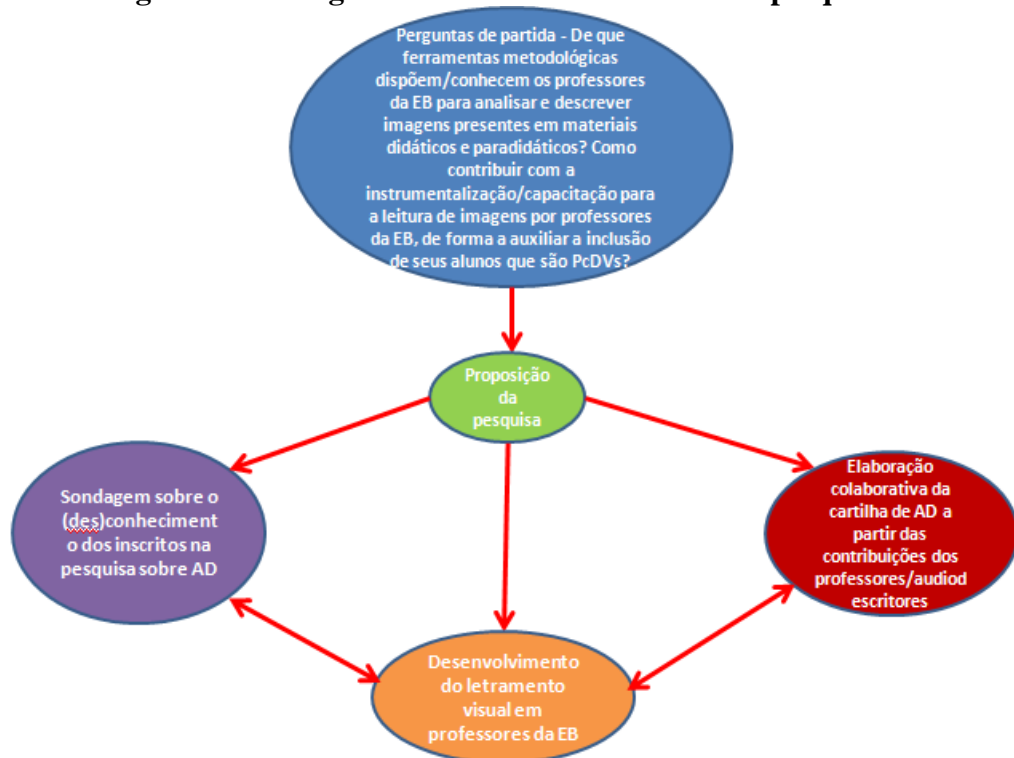 Perguntas de partida - De que
ferramentas metodológicas
dispõem/conhecem os professores
da EB para analisar e descrever
imagens presentes em materiais
didáticos e paradidáticos? Como
contribuir com a
instrumentalização/capacitação para
a leitura de imagens por professores
da EB, de forma a auxiliar a inclusão
de seus alunos que são PcDVs?
Proposição
da
pesquisa
Sondagem sobre o
(des)conheciment
o dos inscritos na
pesquisa sobre AD
Elaboração
colaborativa da
cartilha de AD a
partir das
contribuições dos
professores/audiod
escritores
Desenvolvimento
do letramento
visual em
professores da EB